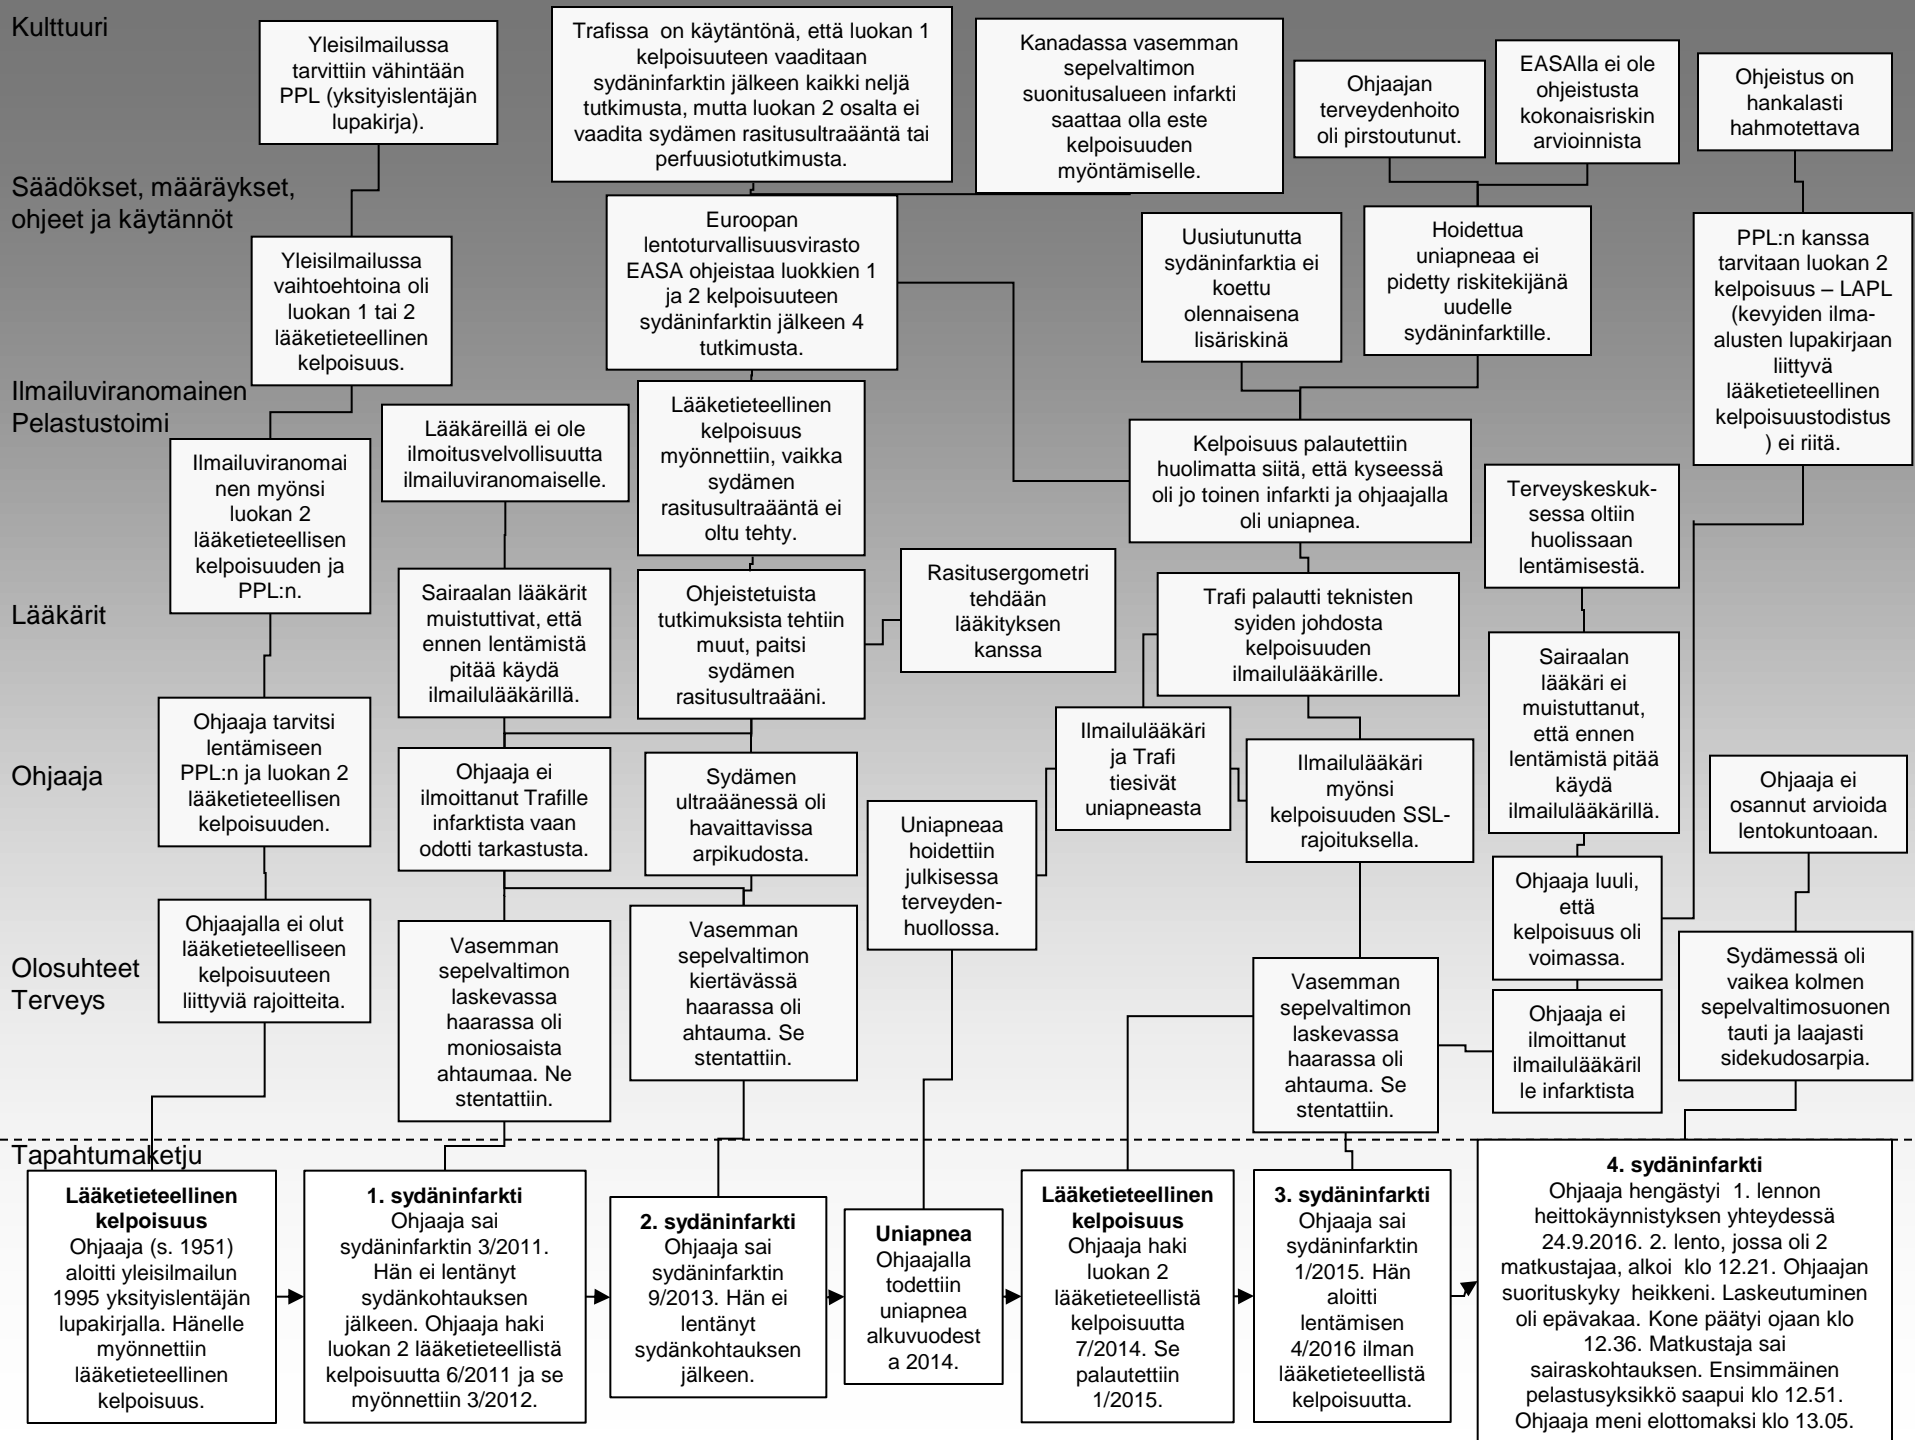 Kulttuuri
Yleisilmailussa
tarvittiin vähintään
PPL (yksityislentäjän
lupakirja).
Trafissa on käytäntönä, että luokan 1
kelpoisuuteen vaaditaan
sydäninfarktin jälkeen kaikki neljä
tutkimusta, mutta luokan 2 osalta ei
vaadita sydämen rasitusultraääntä tai
perfuusiotutkimusta.
Kanadassa vasemman
sepelvaltimon
suonitusalueen infarkti
saattaa olla este
kelpoisuuden
myöntämiselle.
Ohjaajan
terveydenhoito
oli pirstoutunut.
EASAlla ei ole
ohjeistusta
kokonaisriskin
arvioinnista
Ohjeistus on
hankalasti
hahmotettava
Säädökset, määräykset,
ohjeet ja käytännöt
Yleisilmailussa
vaihtoehtoina oli
luokan 1 tai 2
lääketieteellinen
kelpoisuus.
Euroopan
lentoturvallisuusvirasto
EASA ohjeistaa luokkien 1
ja 2 kelpoisuuteen
sydäninfarktin jälkeen 4
tutkimusta.
Uusiutunutta
sydäninfarktia ei
koettu
olennaisena
lisäriskinä
Hoidettua
uniapneaa ei
pidetty riskitekijänä
uudelle
sydäninfarktille.
PPL:n kanssa
tarvitaan luokan 2
kelpoisuus – LAPL
(kevyiden ilma-
alusten lupakirjaan
liittyvä
lääketieteellinen
kelpoisuustodistus
) ei riitä.
Ilmailuviranomainen
Pelastustoimi
Ilmailuviranomai
nen myönsi
luokan 2
lääketieteellisen
kelpoisuuden ja
PPL:n.
Lääkäreillä ei ole
ilmoitusvelvollisuutta
ilmailuviranomaiselle.
Lääketieteellinen
kelpoisuus
myönnettiin, vaikka
sydämen
rasitusultraääntä ei
oltu tehty.
Kelpoisuus palautettiin
huolimatta siitä, että kyseessä
oli jo toinen infarkti ja ohjaajalla
oli uniapnea.
Terveyskeskuk-
sessa oltiin
huolissaan
lentämisestä.
Lääkärit
Sairaalan lääkärit
muistuttivat, että
ennen lentämistä
pitää käydä
ilmailulääkärillä.
Ohjeistetuista
tutkimuksista tehtiin
muut, paitsi
sydämen
rasitusultraääni.
Rasitusergometri
tehdään
lääkityksen
kanssa
Trafi palautti teknisten
syiden johdosta
kelpoisuuden
ilmailulääkärille.
Sairaalan
lääkäri ei
muistuttanut,
että ennen
lentämistä pitää
käydä
ilmailulääkärillä.
Ohjaaja
Ohjaaja tarvitsi
lentämiseen
PPL:n ja luokan 2
lääketieteellisen
kelpoisuuden.
Ohjaaja ei
ilmoittanut Trafille
infarktista vaan
odotti tarkastusta.
Sydämen
ultraäänessä oli
havaittavissa
arpikudosta.
Uniapneaa
hoidettiin
julkisessa
terveyden-
huollossa.
Ilmailulääkäri
ja Trafi
tiesivät
uniapneasta
Ilmailulääkäri
myönsi
kelpoisuuden SSL-
rajoituksella.
Ohjaaja luuli,
että
kelpoisuus oli
voimassa.
Ohjaaja ei
osannut arvioida
lentokuntoaan.
Olosuhteet
Terveys
Ohjaajalla ei olut
lääketieteelliseen
kelpoisuuteen
liittyviä rajoitteita.
Vasemman
sepelvaltimon
laskevassa
haarassa oli
moniosaista
ahtaumaa. Ne
stentattiin.
Vasemman
sepelvaltimon
kiertävässä
haarassa oli
ahtauma. Se
stentattiin.
Vasemman
sepelvaltimon
laskevassa
haarassa oli
ahtauma. Se
stentattiin.
Ohjaaja ei
ilmoittanut
ilmailulääkäril
le infarktista
Sydämessä oli
vaikea kolmen
sepelvaltimosuonen
tauti ja laajasti
sidekudosarpia.
Tapahtumaketju
Lääketieteellinen
kelpoisuus
Ohjaaja (s. 1951)
aloitti yleisilmailun
1995 yksityislentäjän
lupakirjalla. Hänelle
myönnettiin
lääketieteellinen
kelpoisuus.
1. sydäninfarkti
Ohjaaja sai
sydäninfarktin 3/2011.
Hän ei lentänyt
sydänkohtauksen
jälkeen. Ohjaaja haki
luokan 2 lääketieteellistä
kelpoisuutta 6/2011 ja se
myönnettiin 3/2012.
2. sydäninfarkti
Ohjaaja sai
sydäninfarktin
9/2013. Hän ei
lentänyt
sydänkohtauksen
jälkeen.
Uniapnea
Ohjaajalla
todettiin
uniapnea
alkuvuodest
a 2014.
Lääketieteellinen
kelpoisuus
Ohjaaja haki
luokan 2
lääketieteellistä
kelpoisuutta
7/2014. Se
palautettiin
1/2015.
3. sydäninfarkti
Ohjaaja sai
sydäninfarktin
1/2015. Hän
aloitti
lentämisen
4/2016 ilman
lääketieteellistä
kelpoisuutta.
4. sydäninfarkti
Ohjaaja hengästyi 1. lennon
heittokäynnistyksen yhteydessä
24.9.2016. 2. lento, jossa oli 2
matkustajaa, alkoi klo 12.21. Ohjaajan
suorituskyky heikkeni. Laskeutuminen
oli epävakaa. Kone päätyi ojaan klo
12.36. Matkustaja sai
sairaskohtauksen. Ensimmäinen
pelastusyksikkö saapui klo 12.51.
Ohjaaja meni elottomaksi klo 13.05.